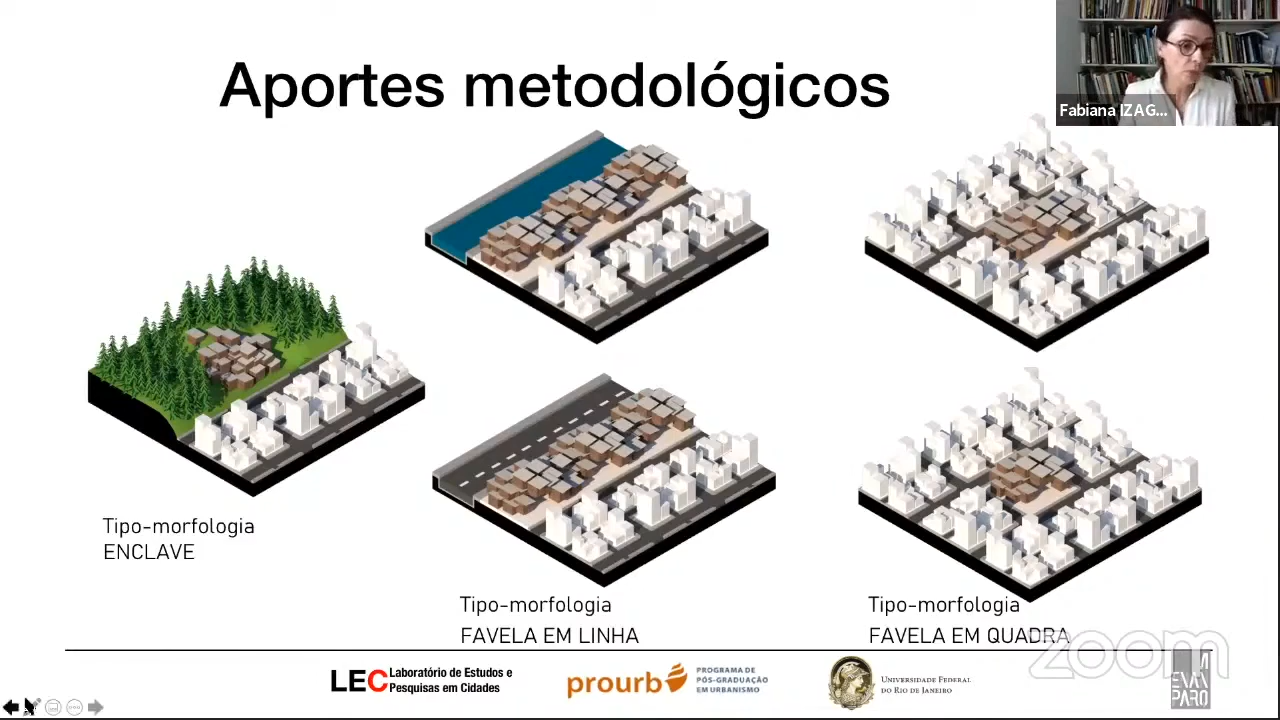 Aportes metodológicos
Fabiana IZAG...
Tipo-morfologia
ENCLAVE
Tipo-morfologia
FAVELA EM LINHA
Tipo-morfologia
FAVELA EM QUADRA
zoom
LEC Laboratório de Estudos e
Pesquisas em Cidades
prourb PROGRAMA DE
PÓS-GRADUAÇÃO
EM URBANISMO
UNIVERSIDADE FEDERAL
DO RIO DE JANEIRO
EVAN
PARO